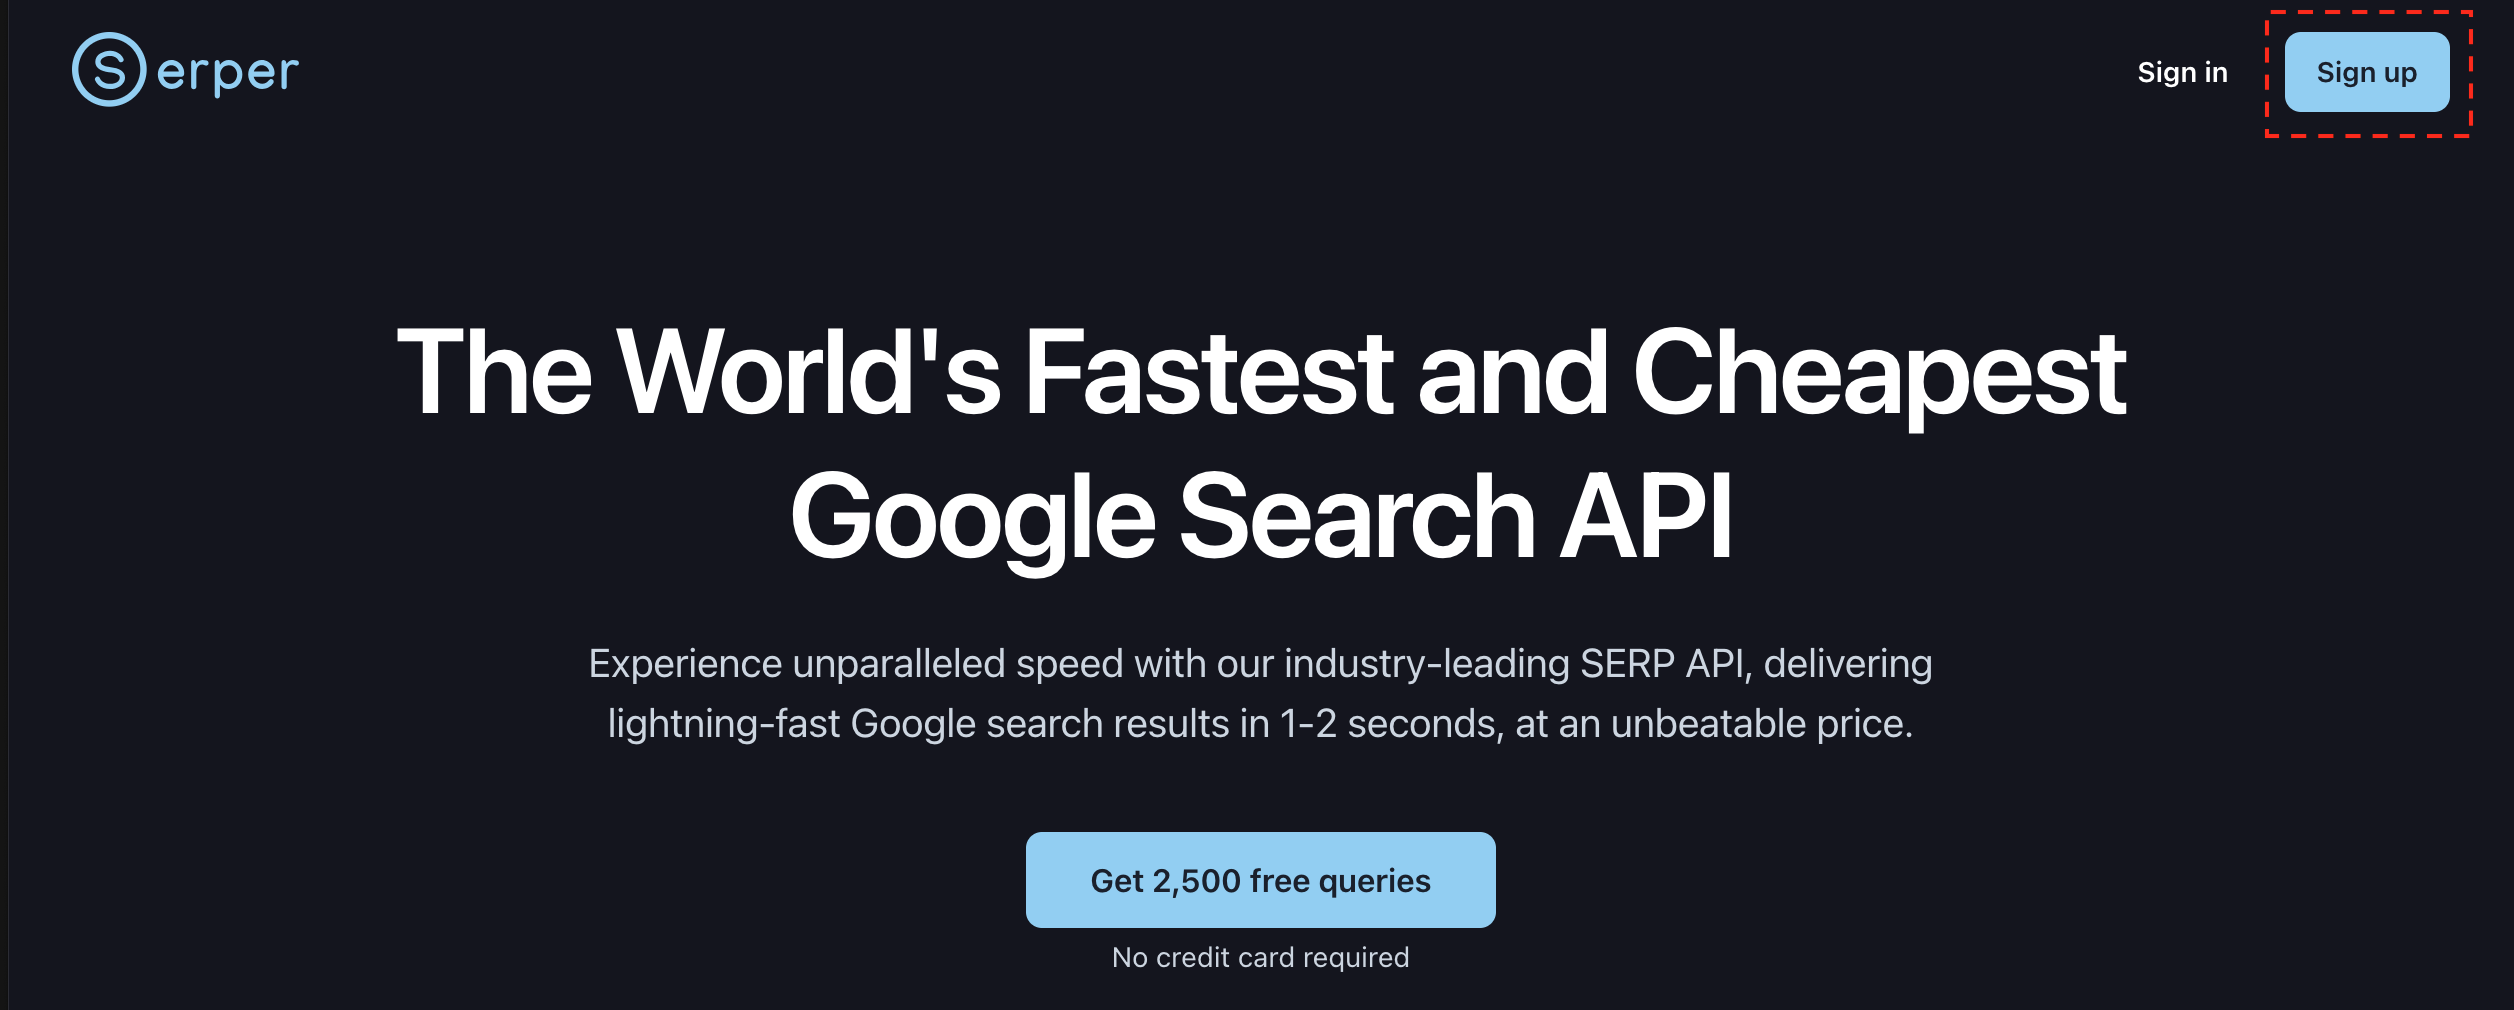 Serper
Sign in
Sign up
The World's Fastest and Cheapest
Google Search API
Experience unparalleled speed with our industry-leading SERP API, delivering
lightning-fast Google search results in 1-2 seconds, at an unbeatable price.
Get 2,500 free queries
No credit card required